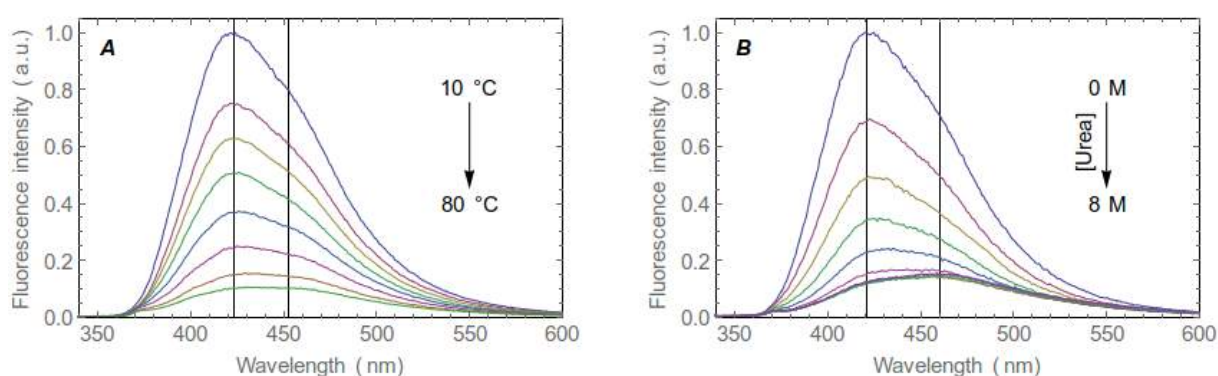 A
10 °C
80 °C
Fluorescence intensity ( a.u. )
1.0
0.8
0.6
0.4
0.2
0.0
350 400 450 500 550 600
Wavelength ( nm )
B
0 M
[Urea]
8 M
Fluorescence intensity ( a.u. )
1.0
0.8
0.6
0.4
0.2
0.0
350 400 450 500 550 600
Wavelength ( nm )